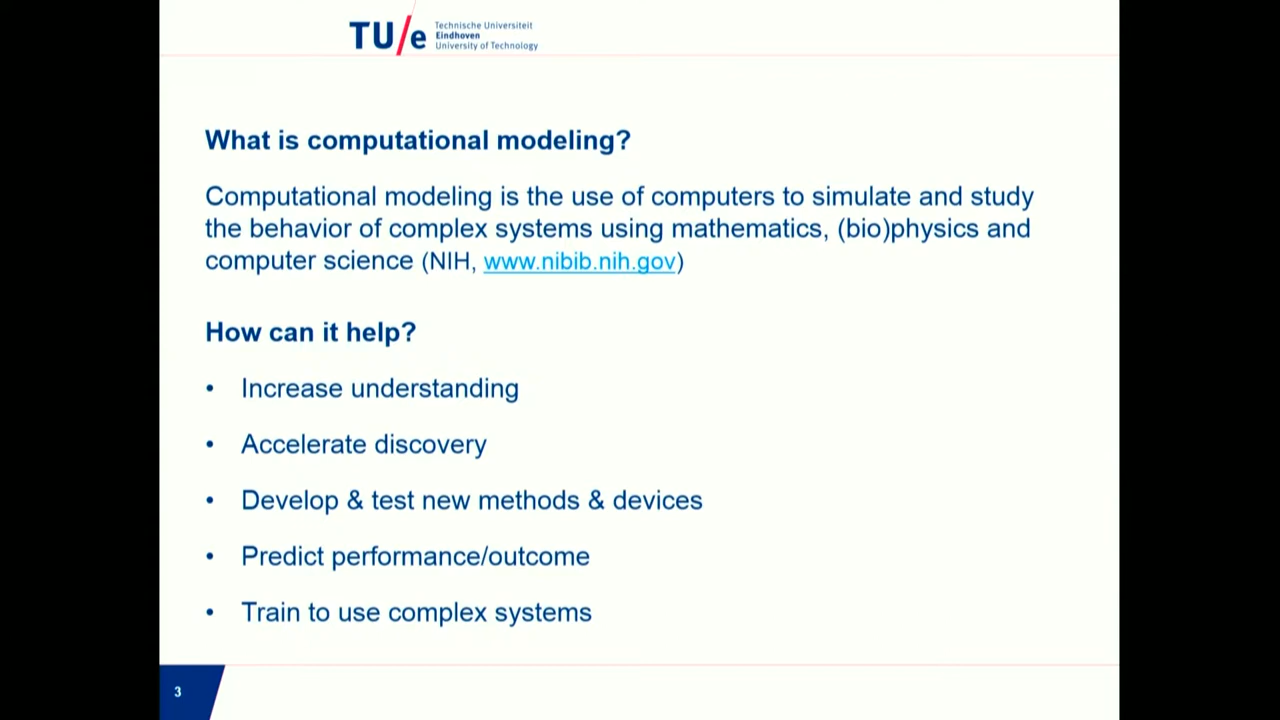 TU/e
Technische Universiteit
Eindhoven
University of Technology
What is computational modeling?
Computational modeling is the use of computers to simulate and study
the behavior of complex systems using mathematics, (bio)physics and
computer science (NIH, www.nibib.nih.gov)
How can it help?
• Increase understanding
• Accelerate discovery
• Develop & test new methods & devices
• Predict performance/outcome
• Train to use complex systems
3